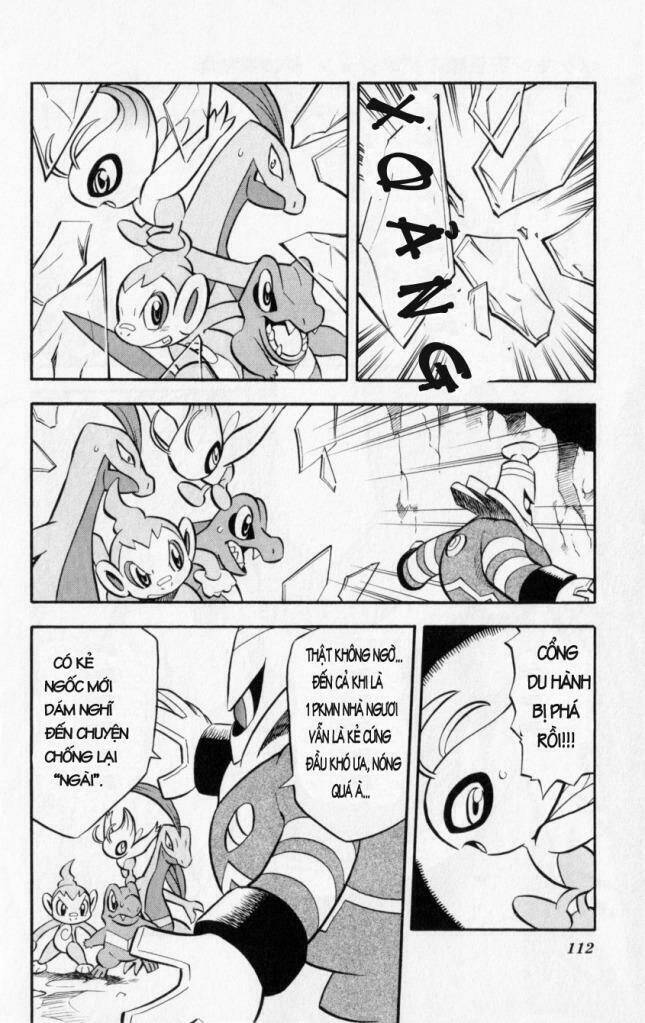 XOẢNG
CỔNG
DU HÀNH
BỊ PHÁ
RỒI!!!
THẬT KHÔNG NGỜ...
ĐẾN CẢ KHI LÀ
1 PKMN NHÀ NGƯƠI
VẪN LÀ KẺ CỨNG
ĐẦU KHÓ ƯA, NÓNG
QUÁ À...
CÓ KẺ
NGỐC MỚI
DÁM NGHĨ
ĐẾN CHUYỆN
CHỐNG LẠI
"NGÀI".
112